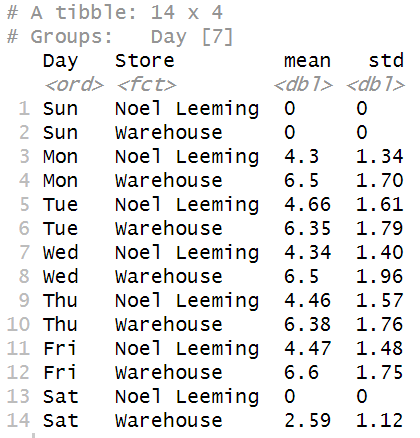 # A tibble: 14 x 4
# Groups:   Day [7]
   Day   Store         mean   std
   <ord> <fct>        <dbl> <dbl>
 1 Sun   Noel Leeming  0     0
 2 Sun   Warehouse     0     0
 3 Mon   Noel Leeming  4.3   1.34
 4 Mon   Warehouse     6.5   1.70
 5 Tue   Noel Leeming  4.66  1.61
 6 Tue   Warehouse     6.35  1.79
 7 Wed   Noel Leeming  4.34  1.40
 8 Wed   Warehouse     6.5   1.96
 9 Thu   Noel Leeming  4.46  1.57
10 Thu   Warehouse     6.38  1.76
11 Fri   Noel Leeming  4.47  1.48
12 Fri   Warehouse     6.6   1.75
13 Sat   Noel Leeming  0     0
14 Sat   Warehouse     2.59  1.12